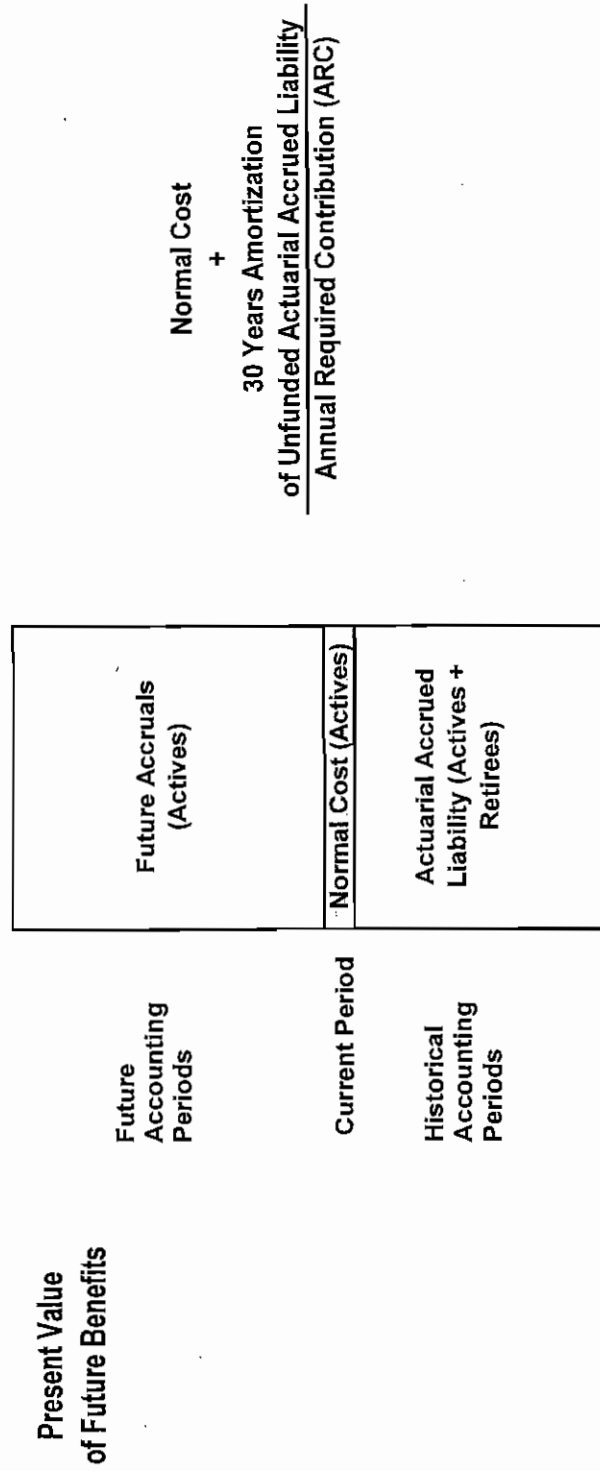 Present Value
of Future Benefits
Future
Accounting
Periods
Future Accruals
(Actives)
Current Period
Normal Cost (Actives)
Historical
Accounting
Periods
Actuarial Accrued
Liability (Actives +
Retirees)
Normal Cost
+
30 Years Amortization
of Unfunded Actuarial Accrued Liability
Annual Required Contribution (ARC)